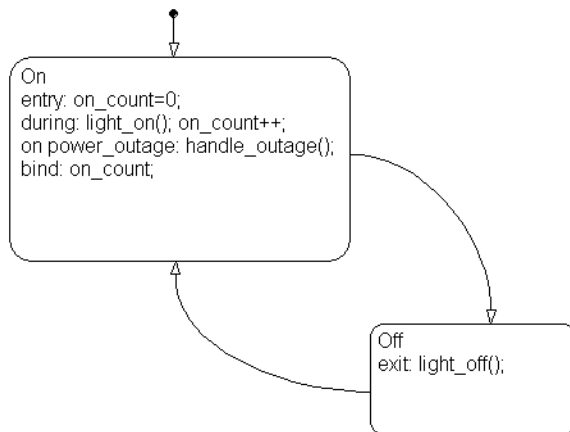 On
entry: on_count=0;
during: light_on(); on_count++;
on power_outage: handle_outage();
bind: on_count;
Off
exit: light_off();